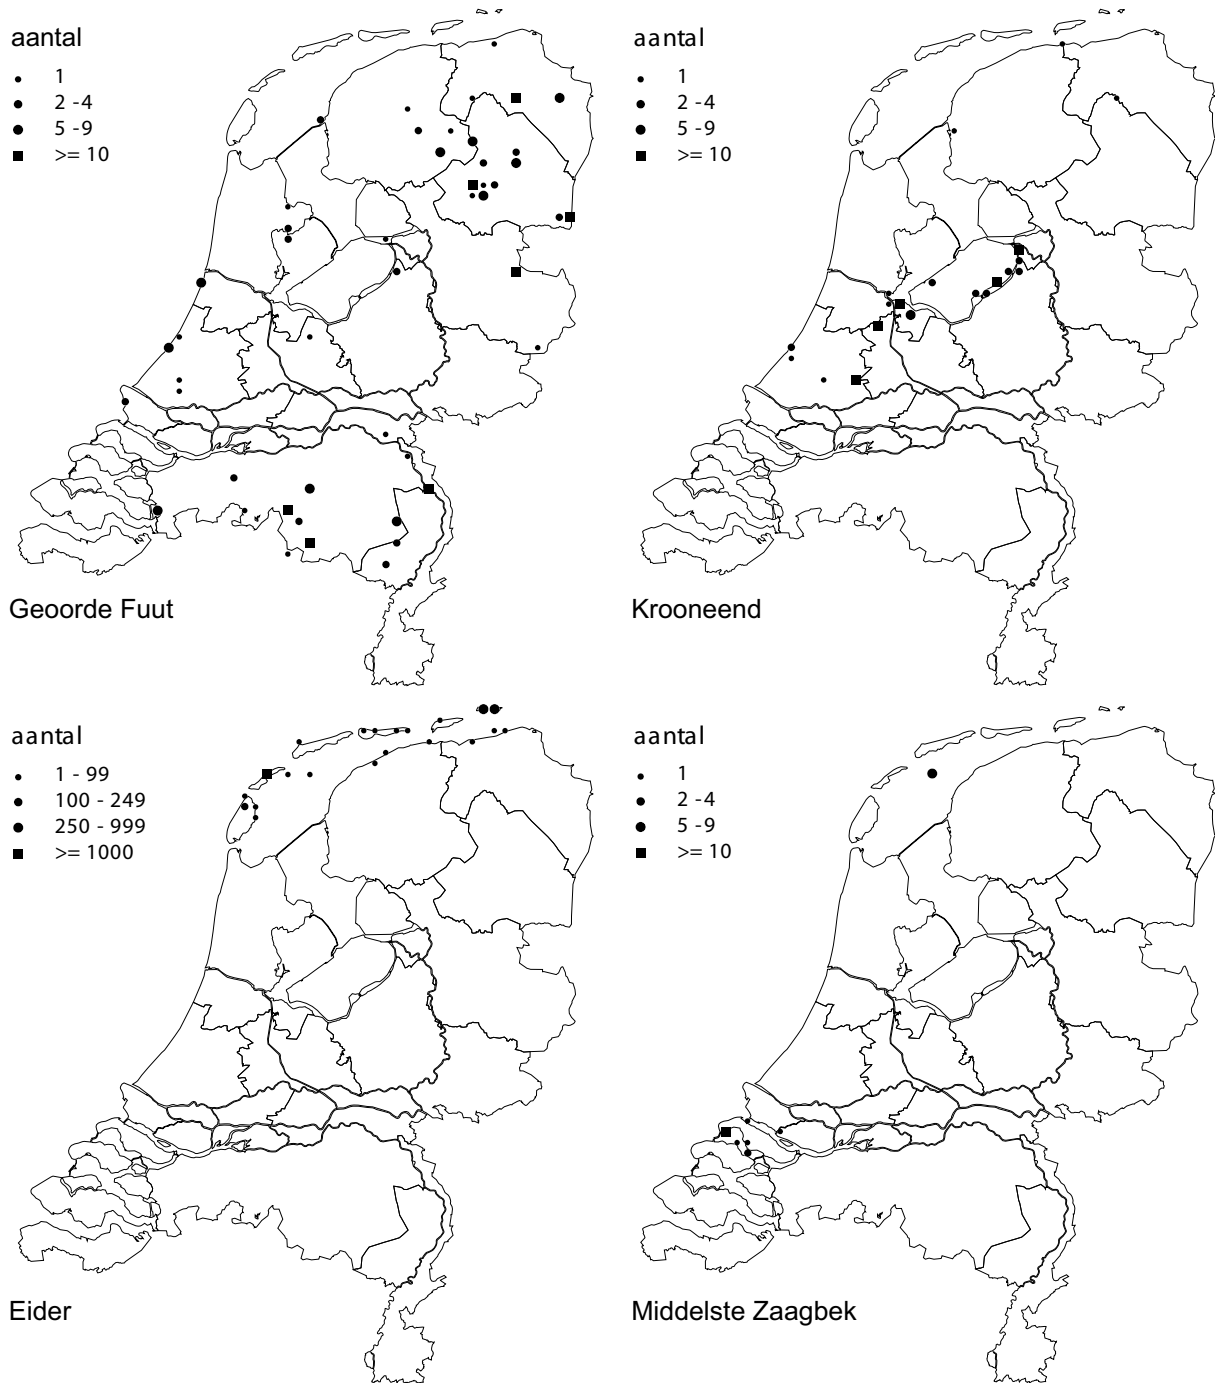 aantal
1
2 -4
5 -9
>= 10
Geoorde Fuut
aantal
1
2 -4
5 -9
>= 10
Krooneend
aantal
1 - 99
100 - 249
250 - 999
>= 1000
Eider
aantal
1
2 -4
5 -9
>= 10
Middelste Zaagbek